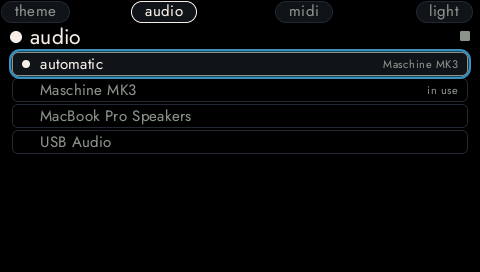 theme audio midi light
audio
automatic Maschine MK3
Maschine MK3 in use
MacBook Pro Speakers
USB Audio